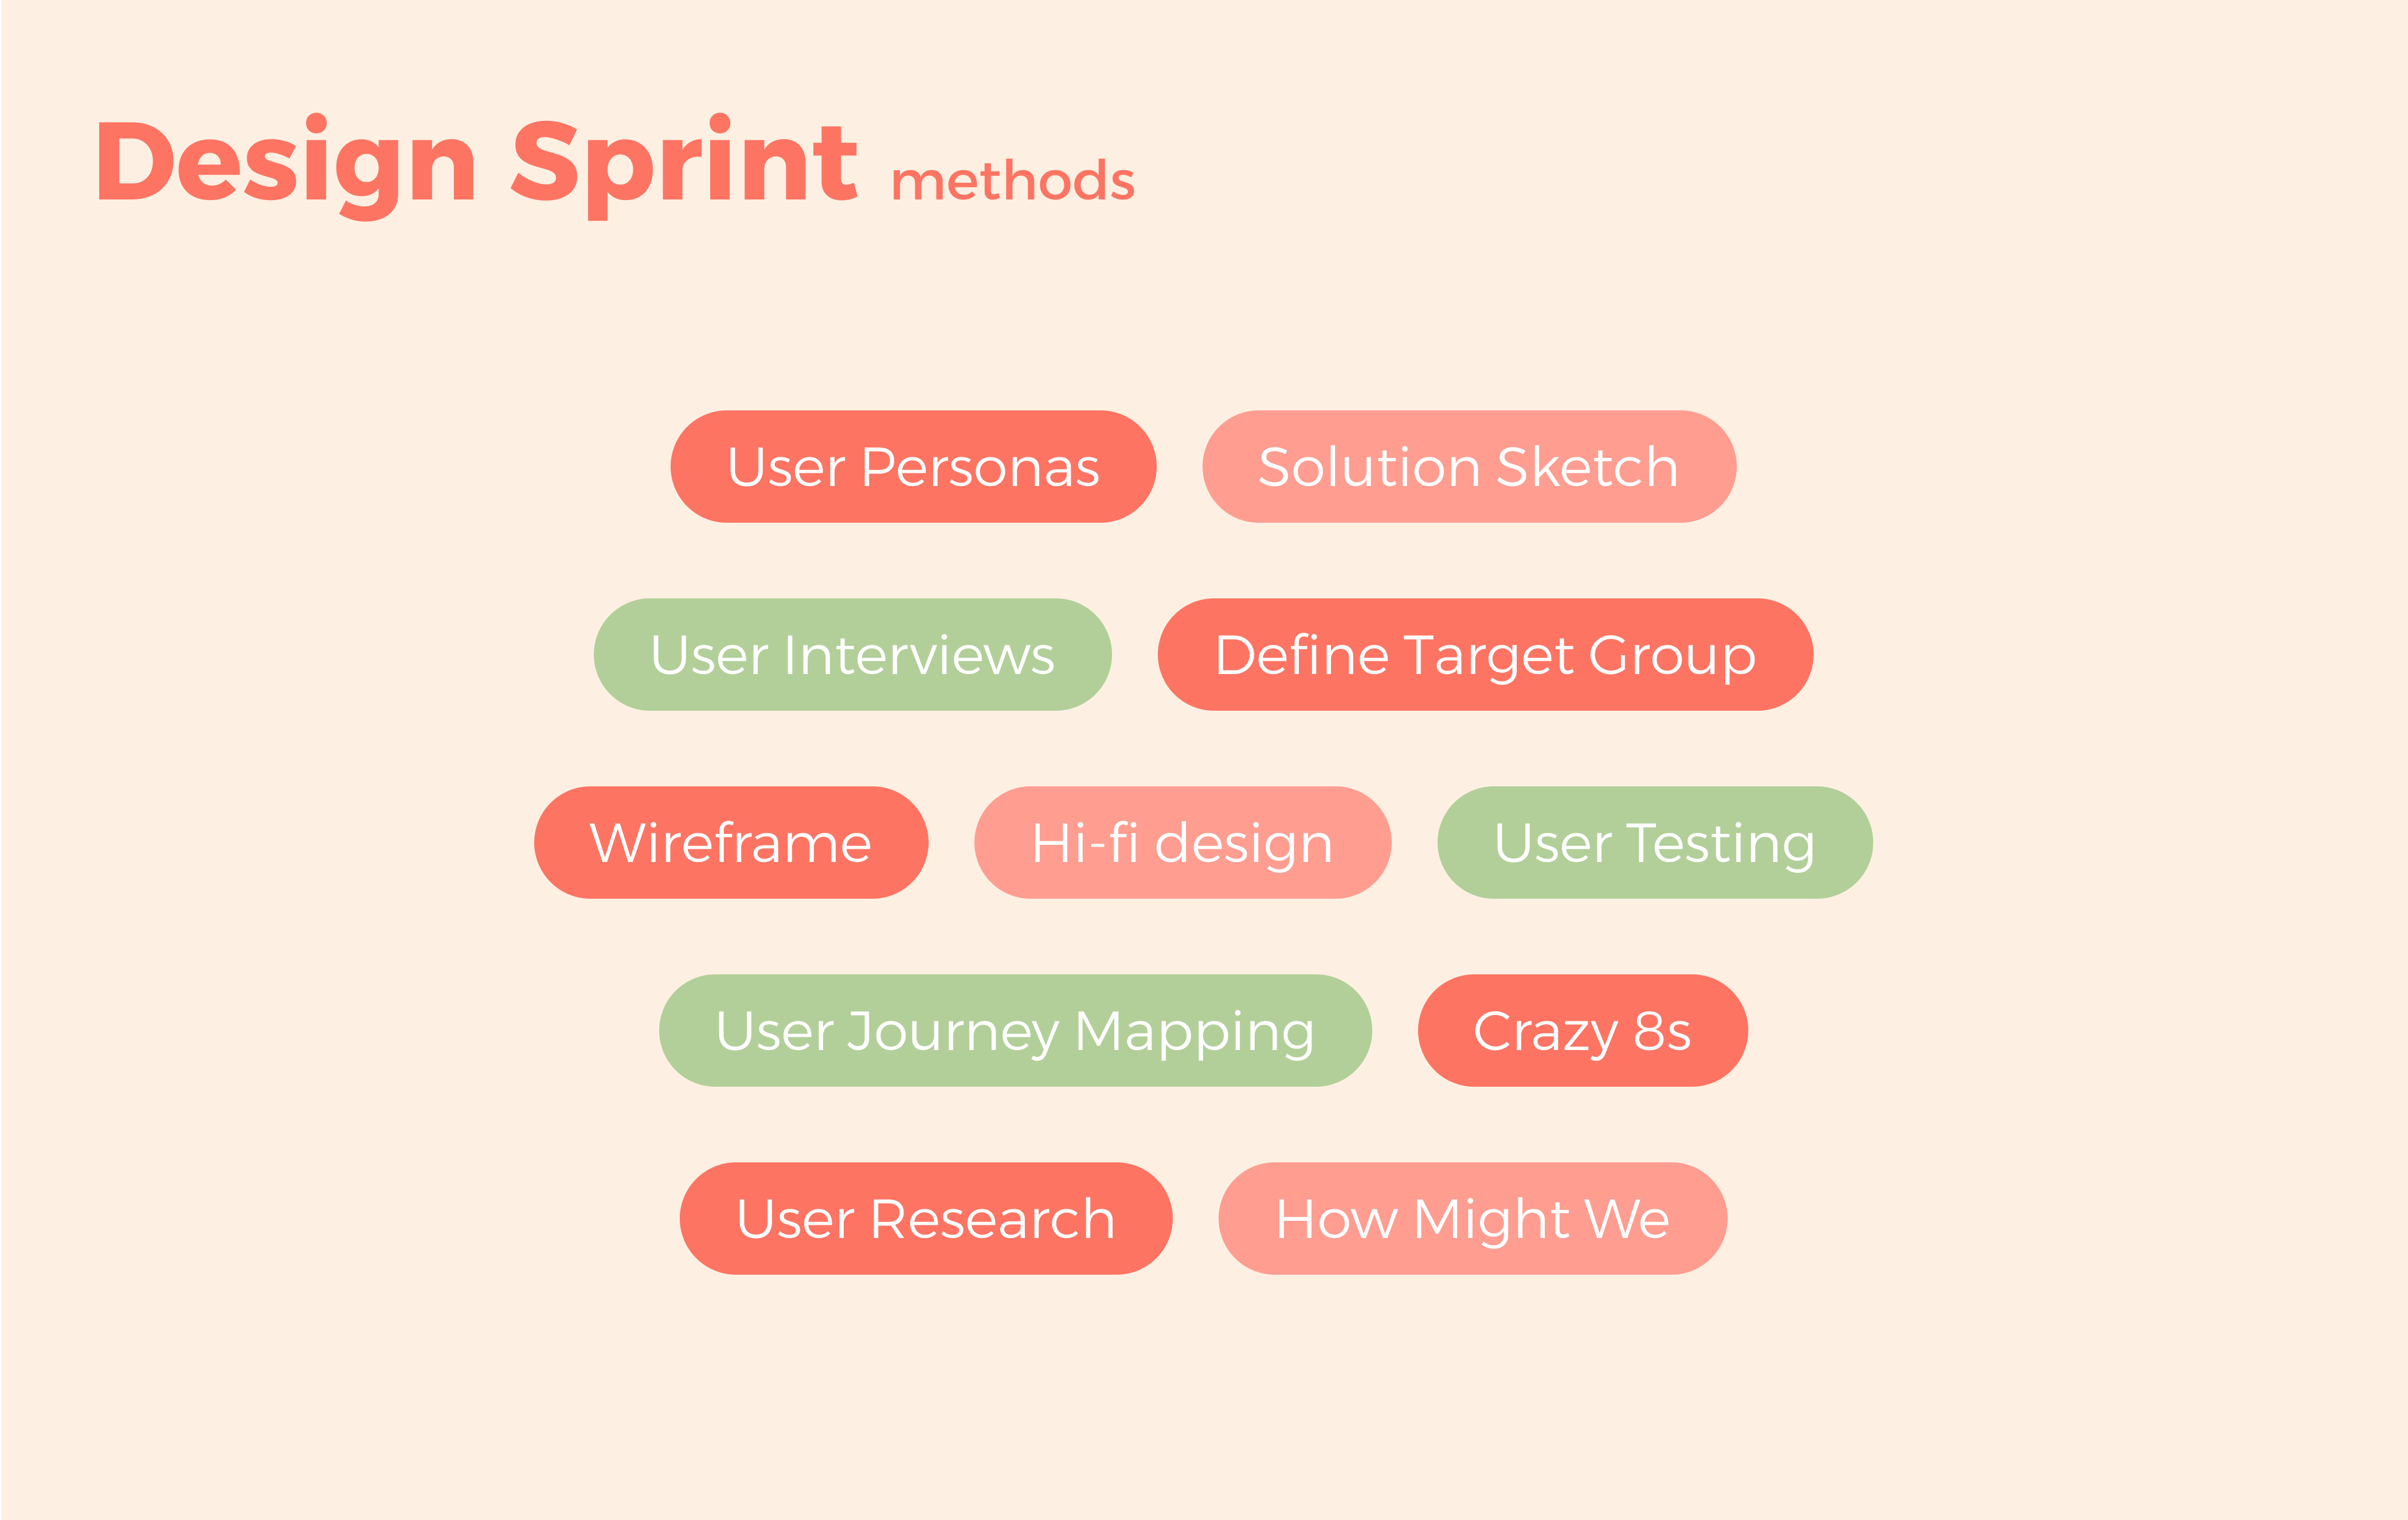 Design Sprint methods
User Personas
Solution Sketch
User Interviews
Define Target Group
Wireframe
Hi-fi design
User Testing
User Journey Mapping
Crazy 8s
User Research
How Might We